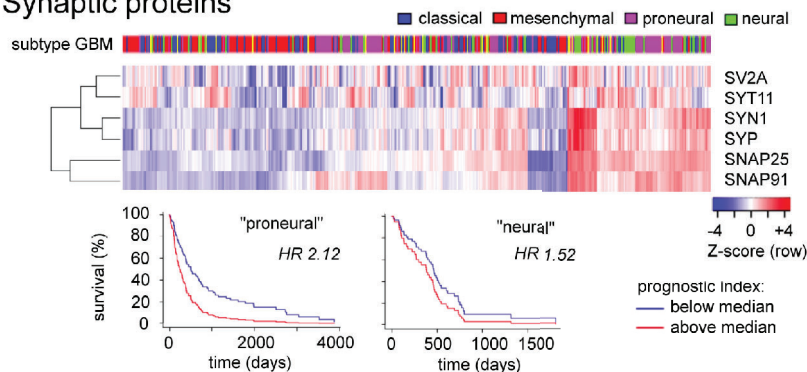 Synaptic proteins
classical mesenchymal proneural neural
subtype GBM
SV2A
SYT11
SYN1
SYP
SNAP25
SNAP91
-4 0 +4
Z-score (row)
"proneural"
HR 2.12
survival (%)
100
80
60
40
20
0
0 2000 4000
time (days)
"neural"
HR 1.52
0 500 1000 1500
time (days)
prognostic index:
below median
above median